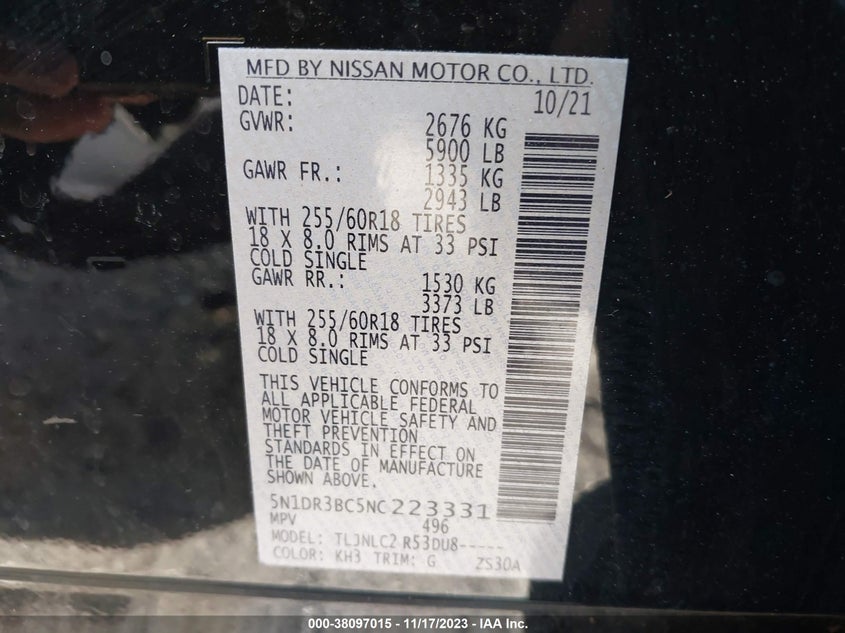 MFD BY NISSAN MOTOR CO., LTD.
DATE: 10/21
GVWR: 2676 KG
5900 LB
GAWR FR.: 1335 KG
2943 LB
WITH 255/60R18 TIRES
18 X 8.0 RIMS AT 33 PSI
COLD SINGLE
GAWR RR.: 1530 KG
3373 LB
WITH 255/60R18 TIRES
18 X 8.0 RIMS AT 33 PSI
COLD SINGLE
THIS VEHICLE CONFORMS TO
ALL APPLICABLE FEDERAL
MOTOR VEHICLE SAFETY AND
THEFT PREVENTION
STANDARDS IN EFFECT ON
THE DATE OF MANUFACTURE
SHOWN ABOVE.
5N1DR3BC5NC223331
MPV 496
MODEL: TLJNLC2 R53DU8-----
COLOR: KH3 TRIM: G ZS30A
000-38097015 - 11/17/2023 - IAA Inc.